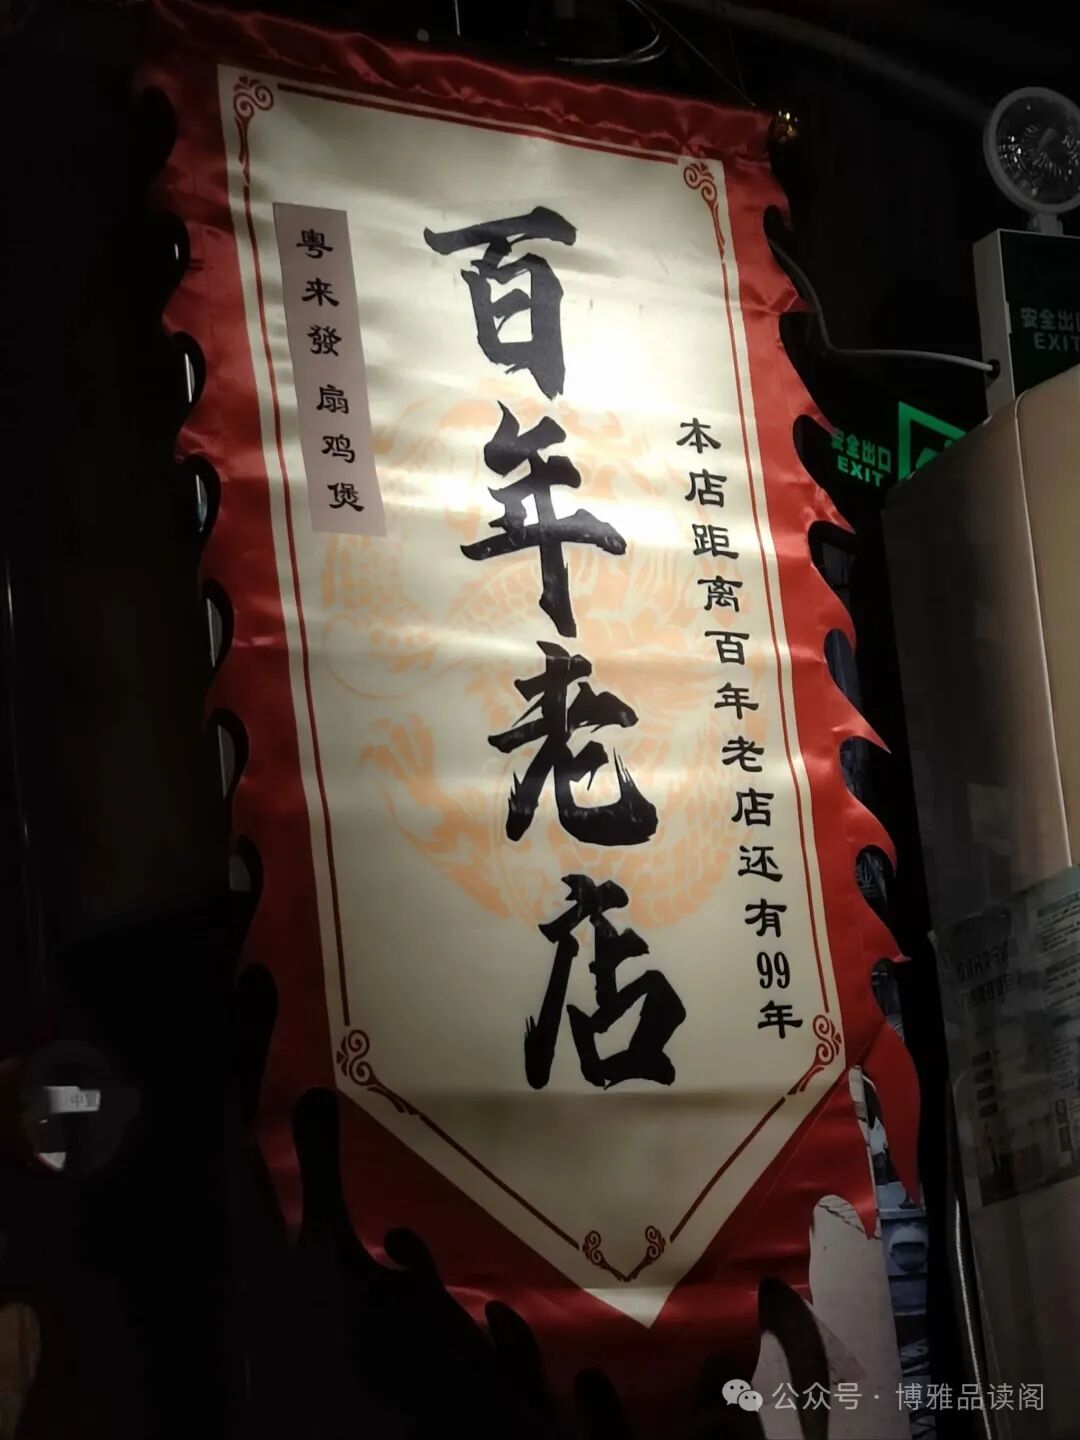 百年老店
本店距离百年老店还有99年
粤来發 扇鸡煲
安全出口
EXIT
安全出口
EXIT
公众号·博雅品读阁